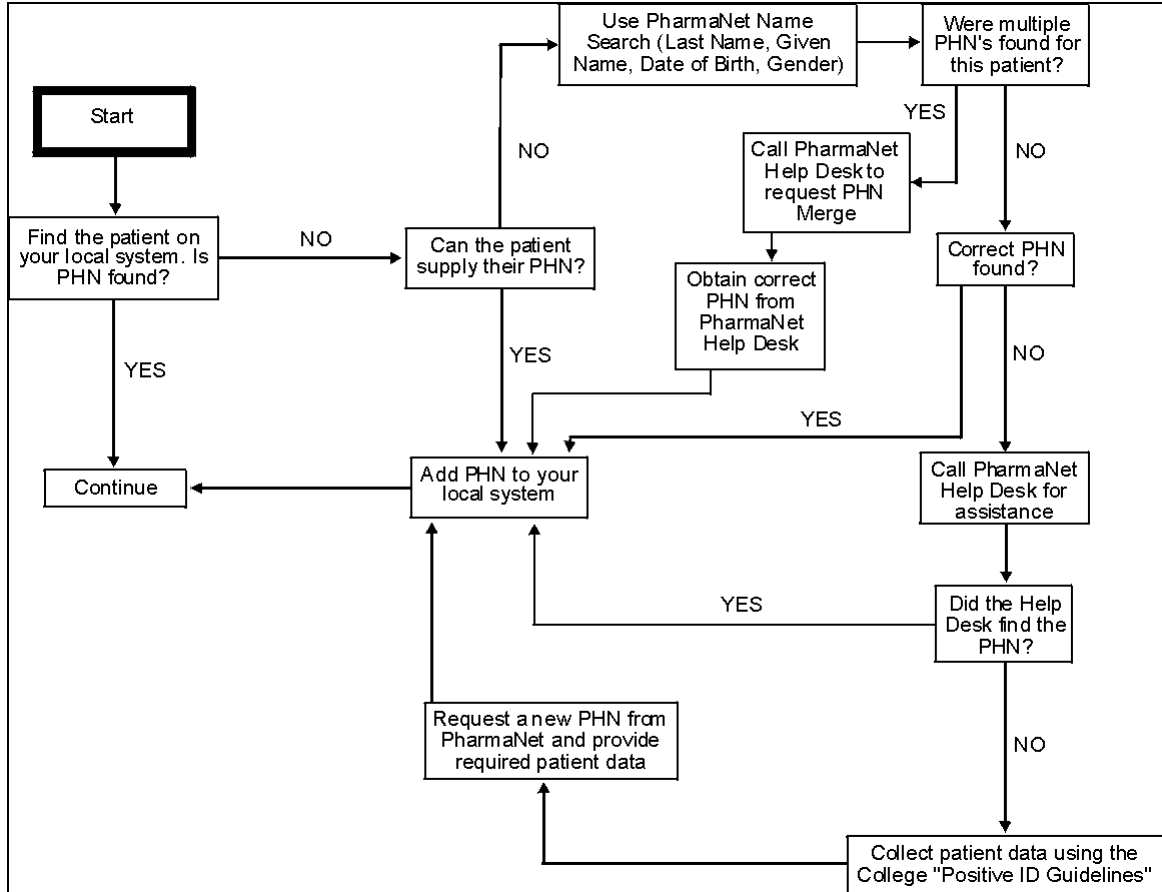 Start
Find the patient on
your local system. Is
PHN found?
NO
YES
Continue
Can the patient
supply their PHN?
NO
YES
Use PharmaNet Name
Search (Last Name, Given
Name, Date of Birth, Gender)
Were multiple
PHN's found for
this patient?
YES
NO
Call PharmaNet
Help Desk to
request PHN
Merge
Obtain correct
PHN from
PharmaNet
Help Desk
Correct PHN
found?
YES
NO
Add PHN to your
local system
Call PharmaNet
Help Desk for
assistance
Did the Help
Desk find the
PHN?
YES
NO
Request a new PHN from
PharmaNet and provide
required patient data
Collect patient data using the
College "Positive ID Guidelines"